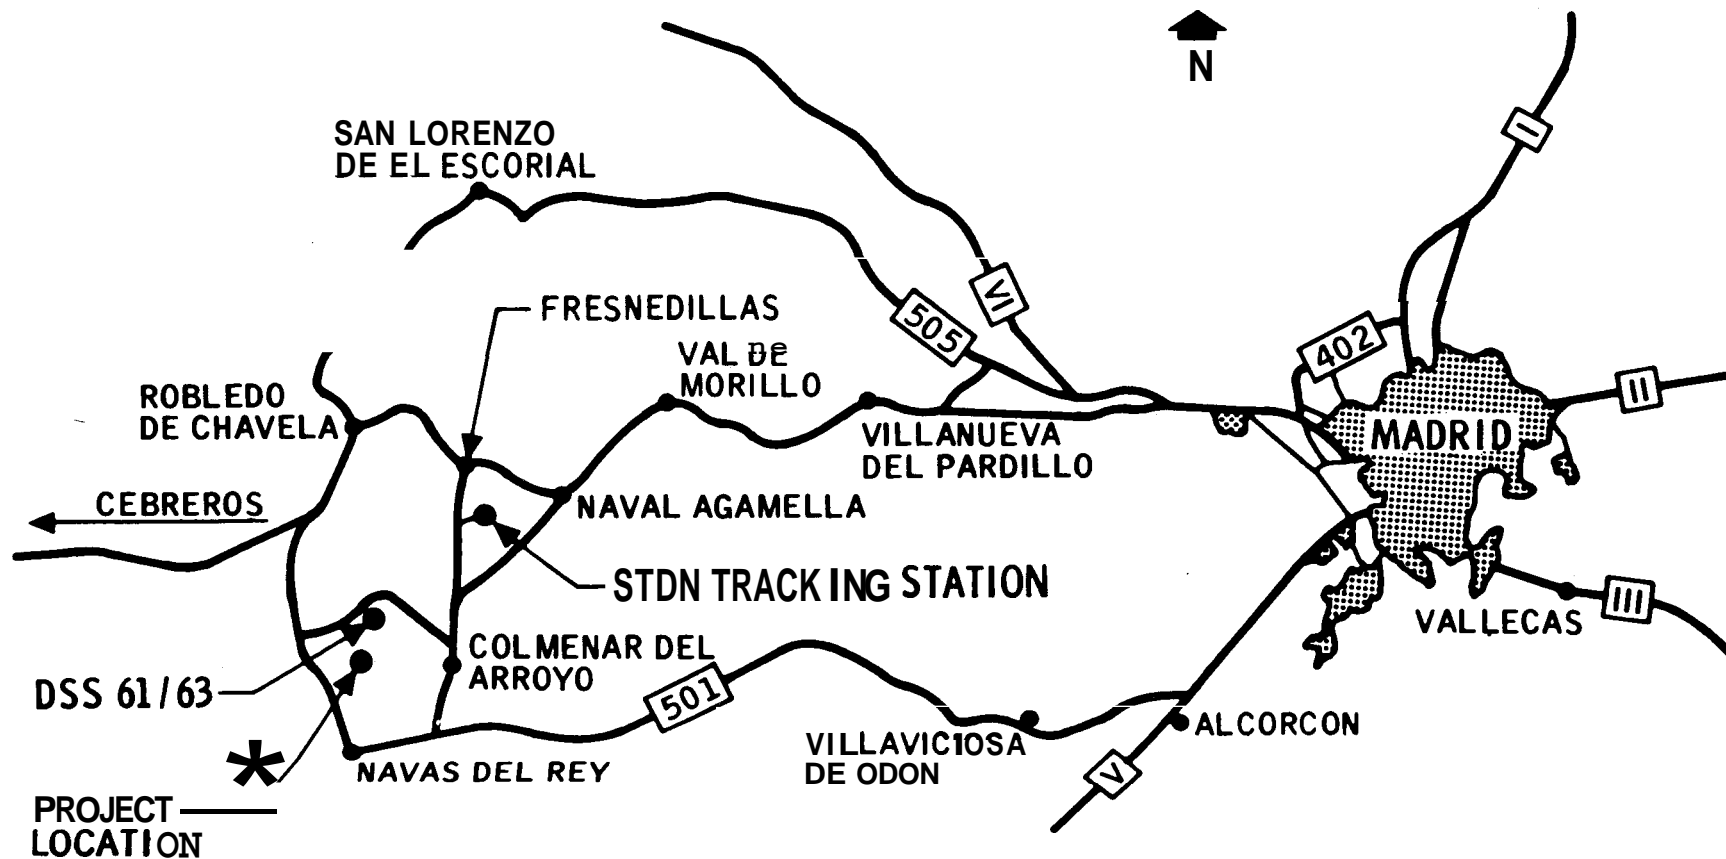 N
I
SAN LORENZO
DE EL ESCORIAL
VI
FRESNEDILLAS
505
402
VAL DE
MORILLO
II
ROBLEDO
DE CHAVELA
VILLANUEVA
DEL PARDILLO
MADRID
CEBREROS
NAVAL AGAMELLA
STDN TRACKING STATION
III
VALLECAS
COLMENAR DEL
ARROYO
DSS 61/63
501
ALCORCON
VILLAVICIOSA
DE ODON
V
*
NAVAS DEL REY
PROJECT
LOCATION